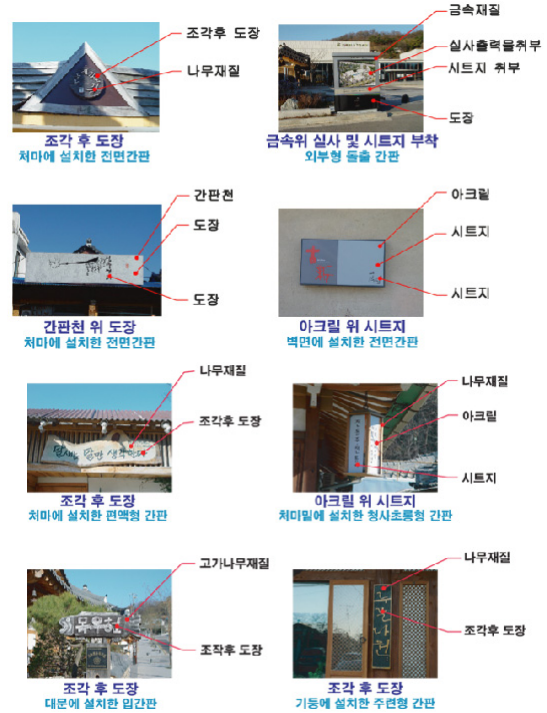 조각후 도장
나무재질
조각 후 도장
처마에 설치한 전면간판
금속재질
실사출력물취부
시트지 취부
도장
금속위 실사 및 시트지 부착
외부형 돌출 간판
간판천
도장
도장
간판천 위 도장
처마에 설치한 전면간판
아크릴
시트지
시트지
아크릴 위 시트지
벽면에 설치한 전면간판
나무재질
조각후 도장
조각 후 도장
처마에 설치한 편액형 간판
나무재질
아크릴
시트지
아크릴 위 시트지
처마밑에 설치한 청사초롱형 간판
고가나무재질
조작후 도장
조각 후 도장
대문에 설치한 입간판
나무재질
조각후 도장
조각 후 도장
기둥에 설치한 주련형 간판